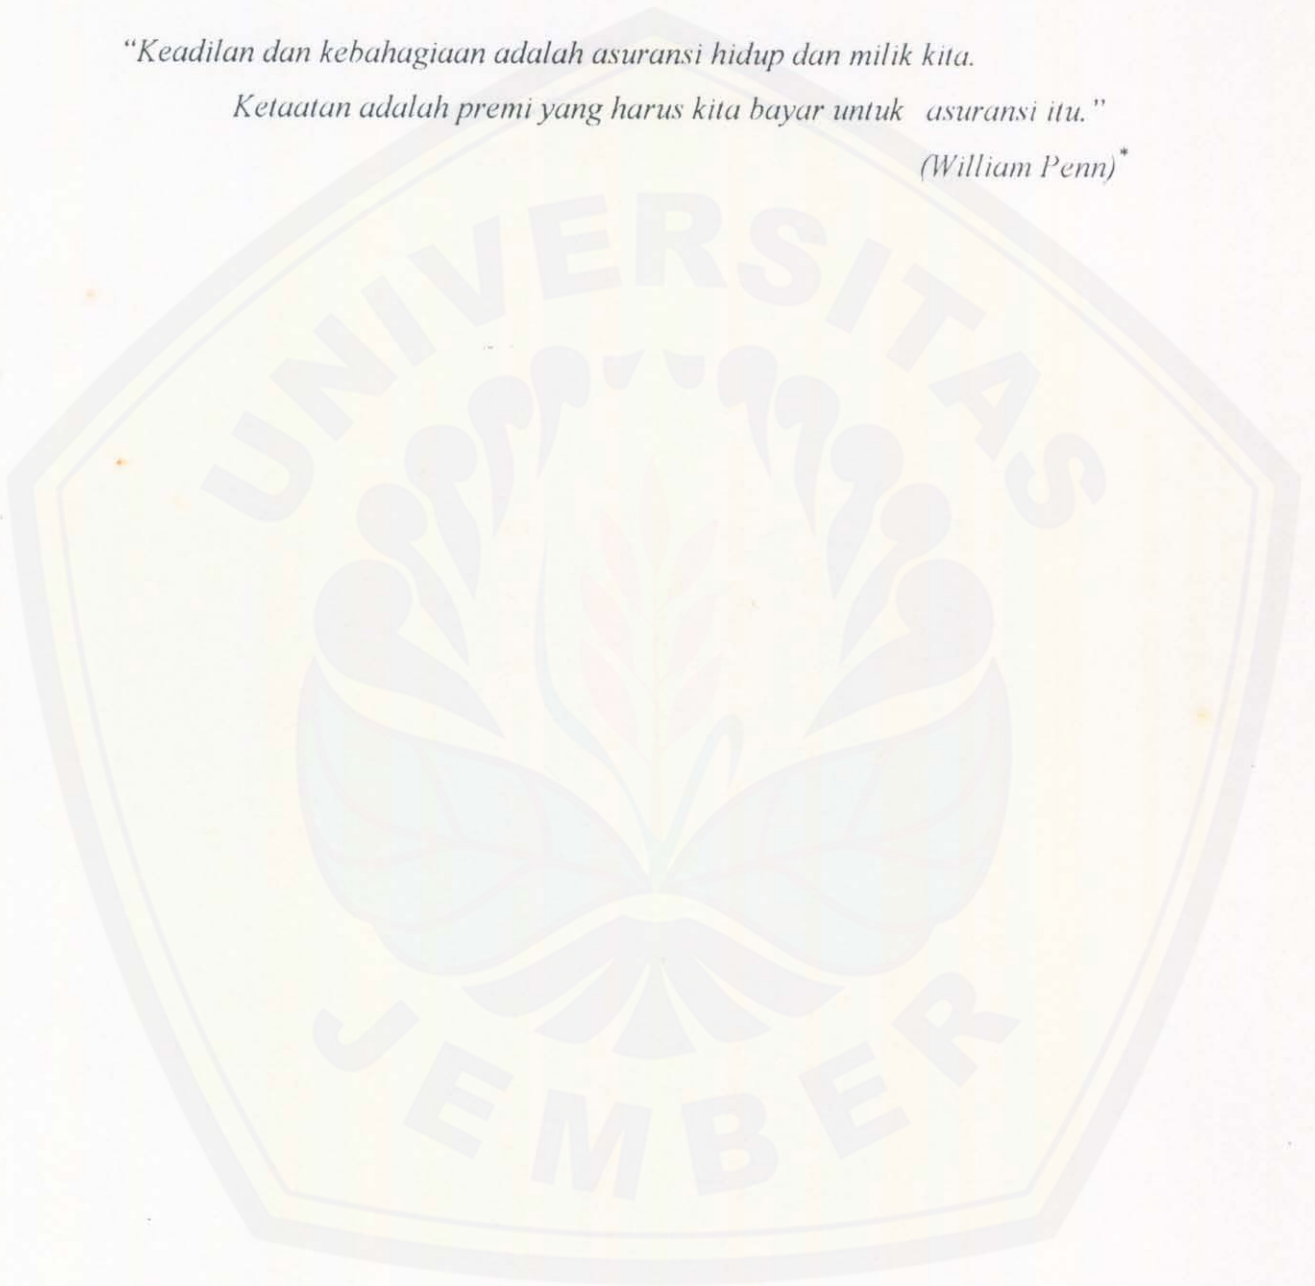 “Keadilan dan kebahagiaan adalah asuransi hidup dan milik kita.
Ketaatan adalah premi yang harus kita bayar untuk asuransi itu.”
(William Penn)*
UNIVERSITAS
JEMBER